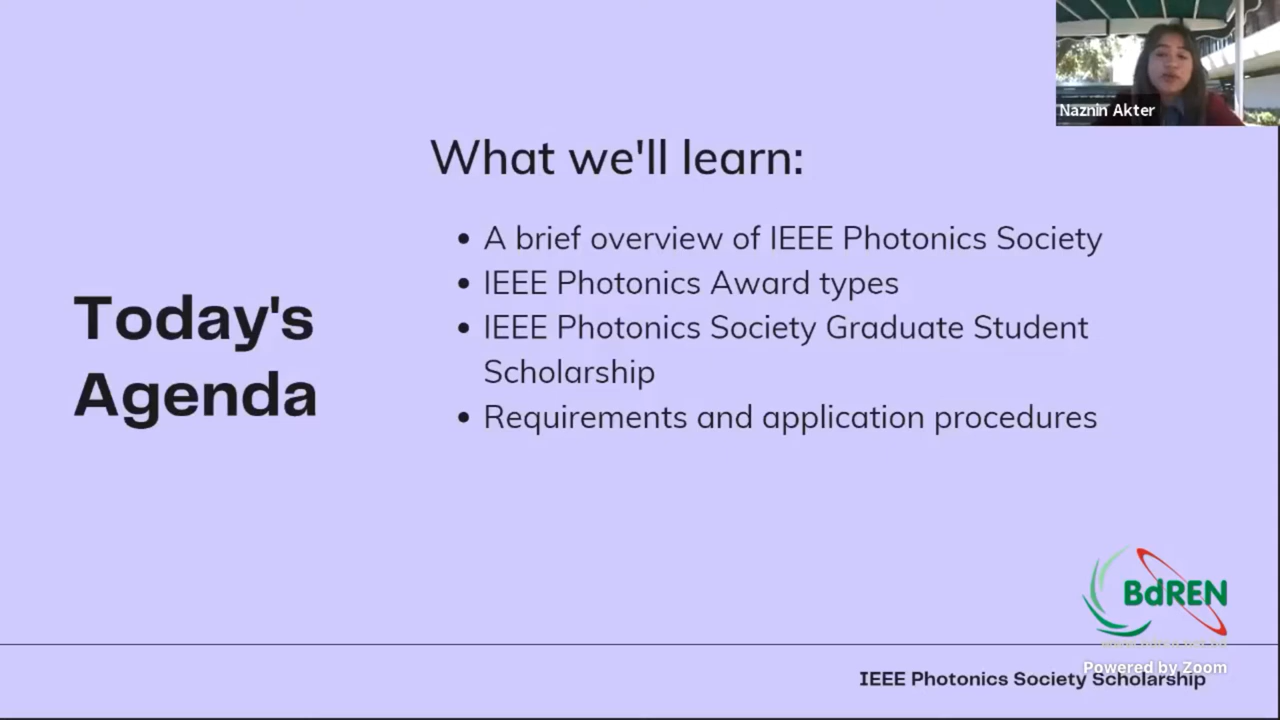 Naznin Akter
What we'll learn:
• A brief overview of IEEE Photonics Society
• IEEE Photonics Award types
• IEEE Photonics Society Graduate Student
Scholarship
• Requirements and application procedures
Today's
Agenda
BdREN
Powered by Zoom
IEEE Photonics Society Scholarship